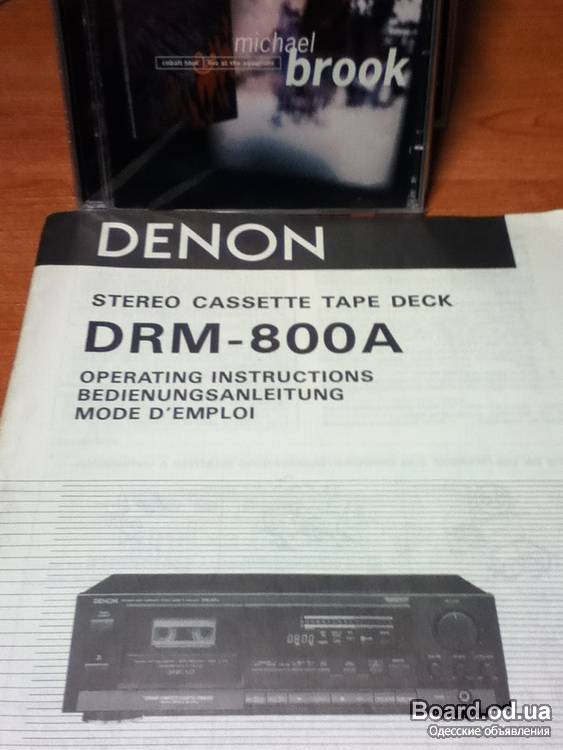 michael
cobalt blue live at the aquarium
brook
DENON
STEREO CASSETTE TAPE DECK
DRM-800A
OPERATING INSTRUCTIONS
BEDIENUNGSANLEITUNG
MODE D'EMPLOI
DENON
0800
Board.od.ua
Одесские объявления